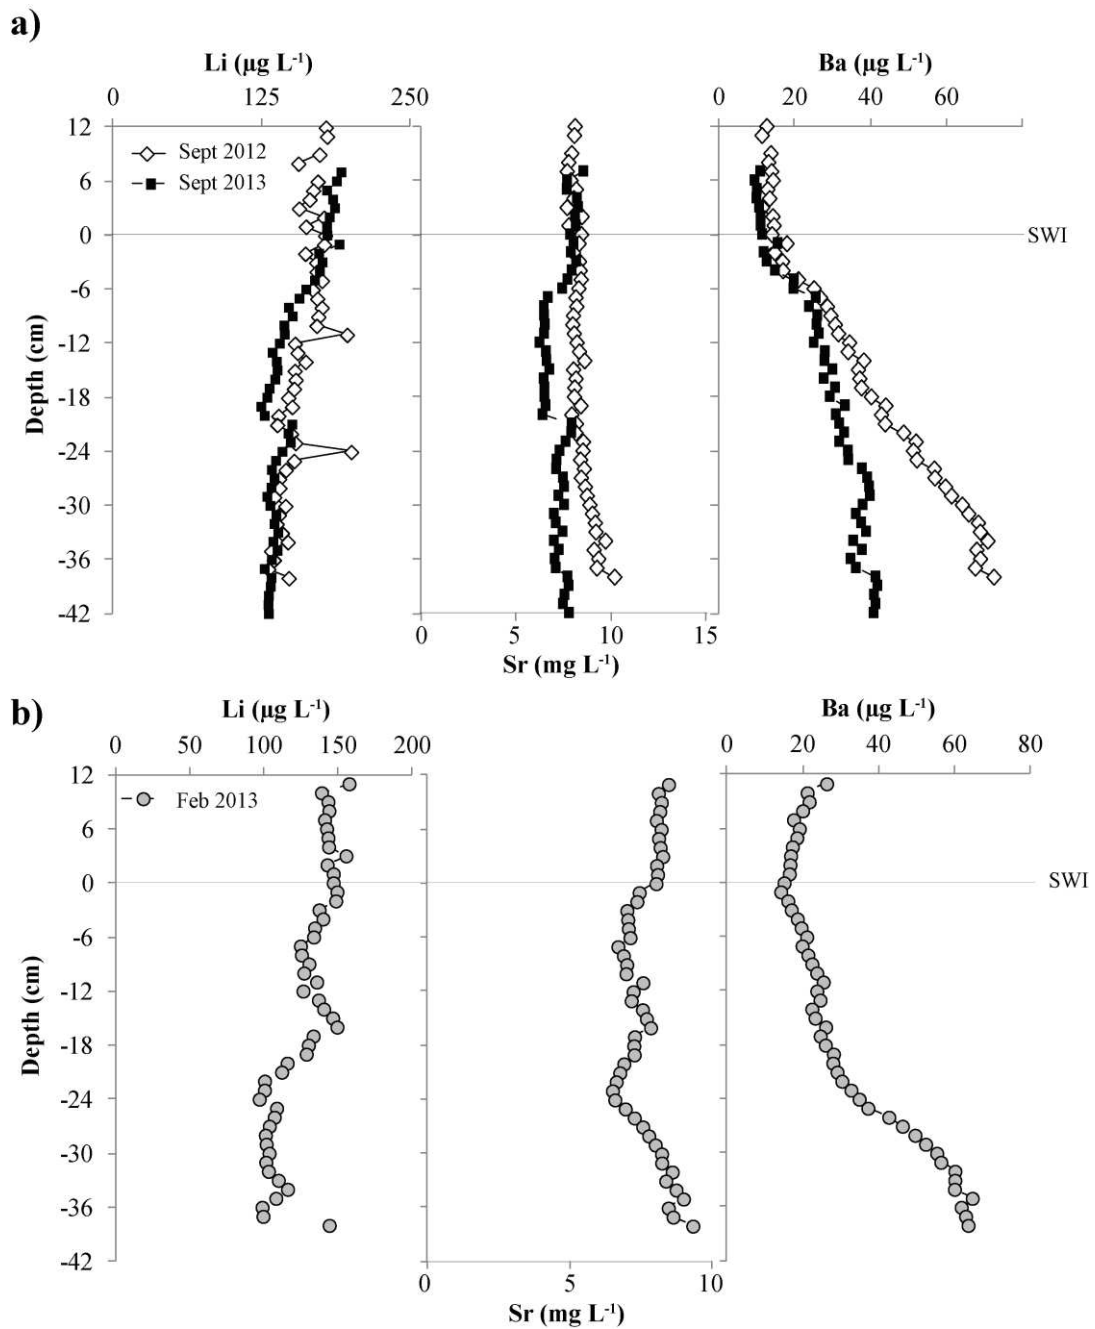 a)
Li (µg L⁻¹)
Ba (µg L⁻¹)
0 125 250 0 20 40 60
12
6
0
-6
-12
-18
-24
-30
-36
-42
Depth (cm)
Sept 2012
Sept 2013
SWI
0 5 10 15
Sr (mg L⁻¹)
b)
Li (µg L⁻¹)
Ba (µg L⁻¹)
0 50 100 150 200 0 20 40 60 80
12
6
0
-6
-12
-18
-24
-30
-36
-42
Depth (cm)
Feb 2013
SWI
0 5 10
Sr (mg L⁻¹)